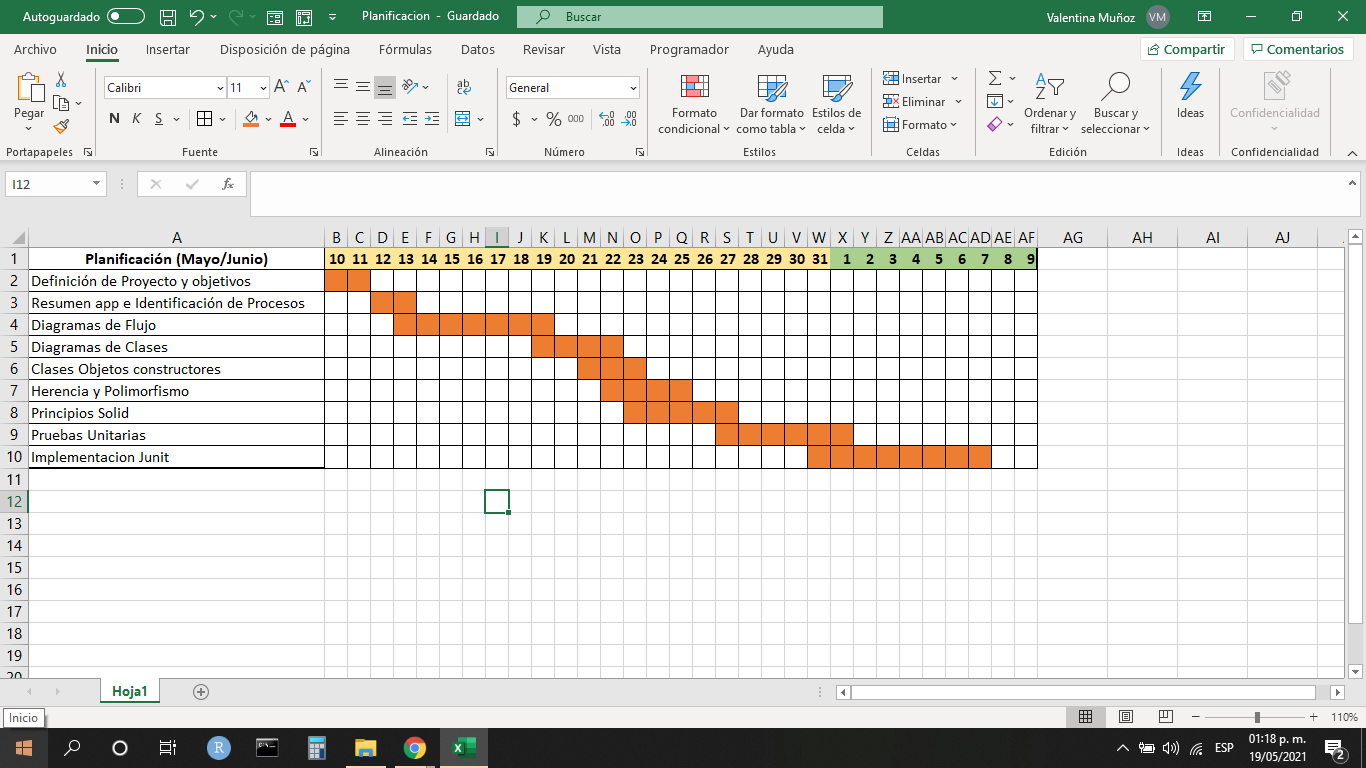 Autoguardado
Planificacion - Guardado
Buscar
Valentina Muñoz
VM
Archivo Inicio Insertar Disposición de página Fórmulas Datos Revisar Vista Programador Ayuda
Compartir Comentarios
Pegar
Calibri 11
N K S
General
$ % 000
Formato condicional
Dar formato como tabla
Estilos de celda
Insertar
Eliminar
Formato
Ordenar y filtrar
Buscar y seleccionar
Ideas
Confidencialidad
Portapapeles Fuente Alineación Número Estilos Celdas Edición Ideas Confidencialidad
I12 fx
A B C D E F G H I J K L M N O P Q R S T U V W X Y Z AA AB AC AD AE AF AG AH AI AJ
1 Planificación (Mayo/Junio) 10 11 12 13 14 15 16 17 18 19 20 21 22 23 24 25 26 27 28 29 30 31 1 2 3 4 5 6 7 8 9
2 Definición de Proyecto y objetivos
3 Resumen app e Identificación de Procesos
4 Diagramas de Flujo
5 Diagramas de Clases
6 Clases Objetos constructores
7 Herencia y Polimorfismo
8 Principios Solid
9 Pruebas Unitarias
10 Implementacion Junit
11
12
13
14
15
16
17
18
19
20
Hoja1
Inicio
110%
R
ESP
01:18 p. m.
19/05/2021
2